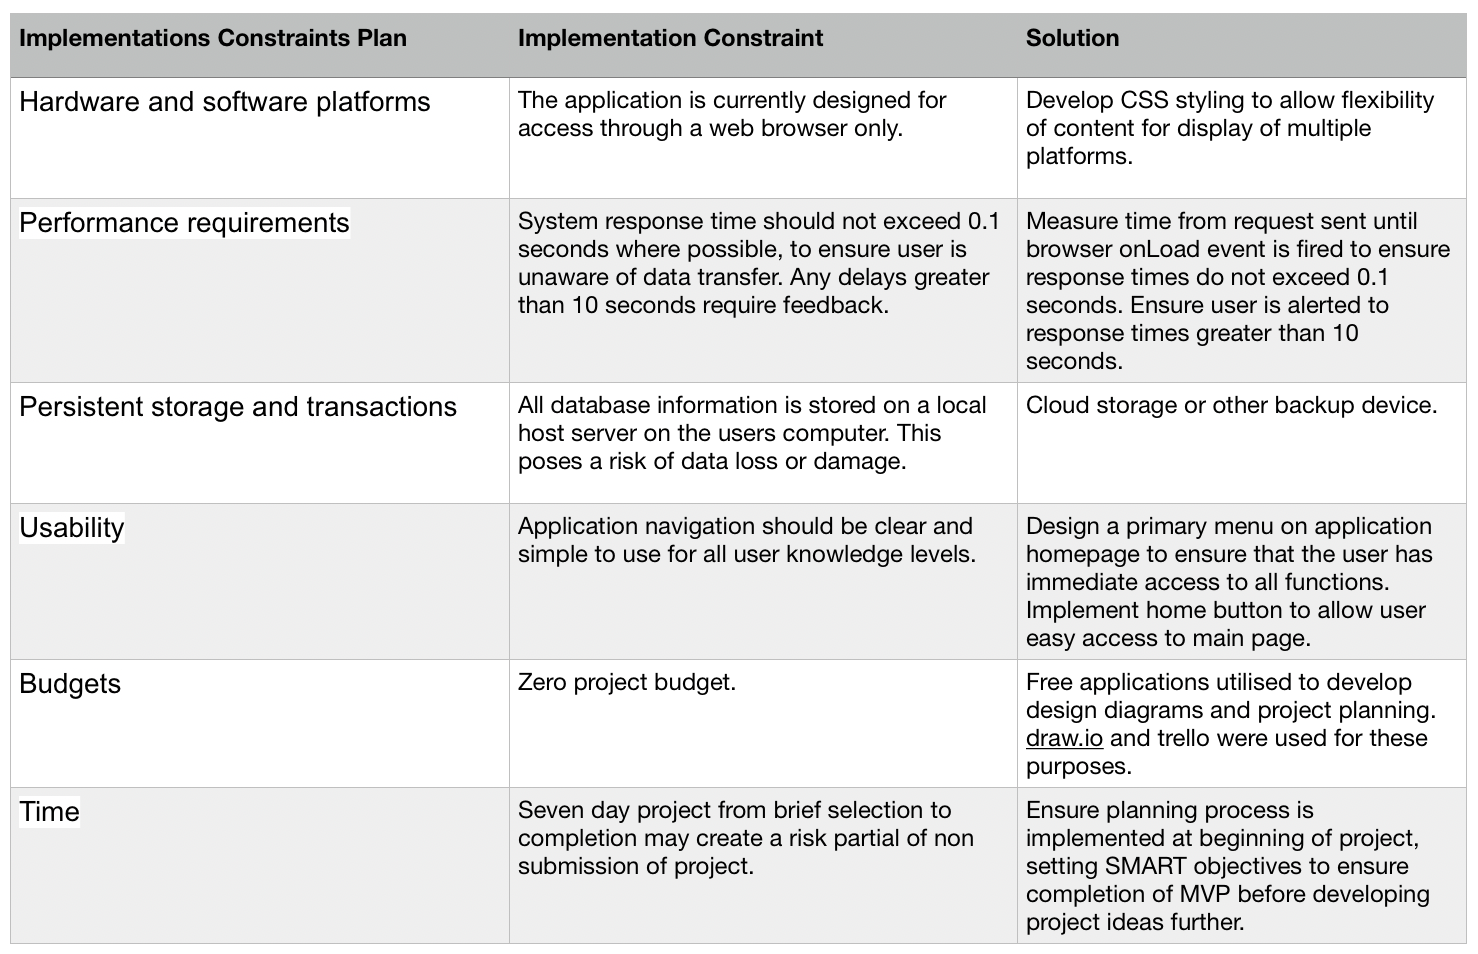 Implementations Constraints Plan
Implementation Constraint
Solution
Hardware and software platforms
The application is currently designed for
access through a web browser only.
Develop CSS styling to allow flexibility
of content for display of multiple
platforms.
Performance requirements
System response time should not exceed 0.1
seconds where possible, to ensure user is
unaware of data transfer. Any delays greater
than 10 seconds require feedback.
Measure time from request sent until
browser onLoad event is fired to ensure
response times do not exceed 0.1
seconds. Ensure user is alerted to
response times greater than 10
seconds.
Persistent storage and transactions
All database information is stored on a local
host server on the users computer. This
poses a risk of data loss or damage.
Cloud storage or other backup device.
Usability
Application navigation should be clear and
simple to use for all user knowledge levels.
Design a primary menu on application
homepage to ensure that the user has
immediate access to all functions.
Implement home button to allow user
easy access to main page.
Budgets
Zero project budget.
Free applications utilised to develop
design diagrams and project planning.
draw.io and trello were used for these
purposes.
Time
Seven day project from brief selection to
completion may create a risk partial of non
submission of project.
Ensure planning process is
implemented at beginning of project,
setting SMART objectives to ensure
completion of MVP before developing
project ideas further.